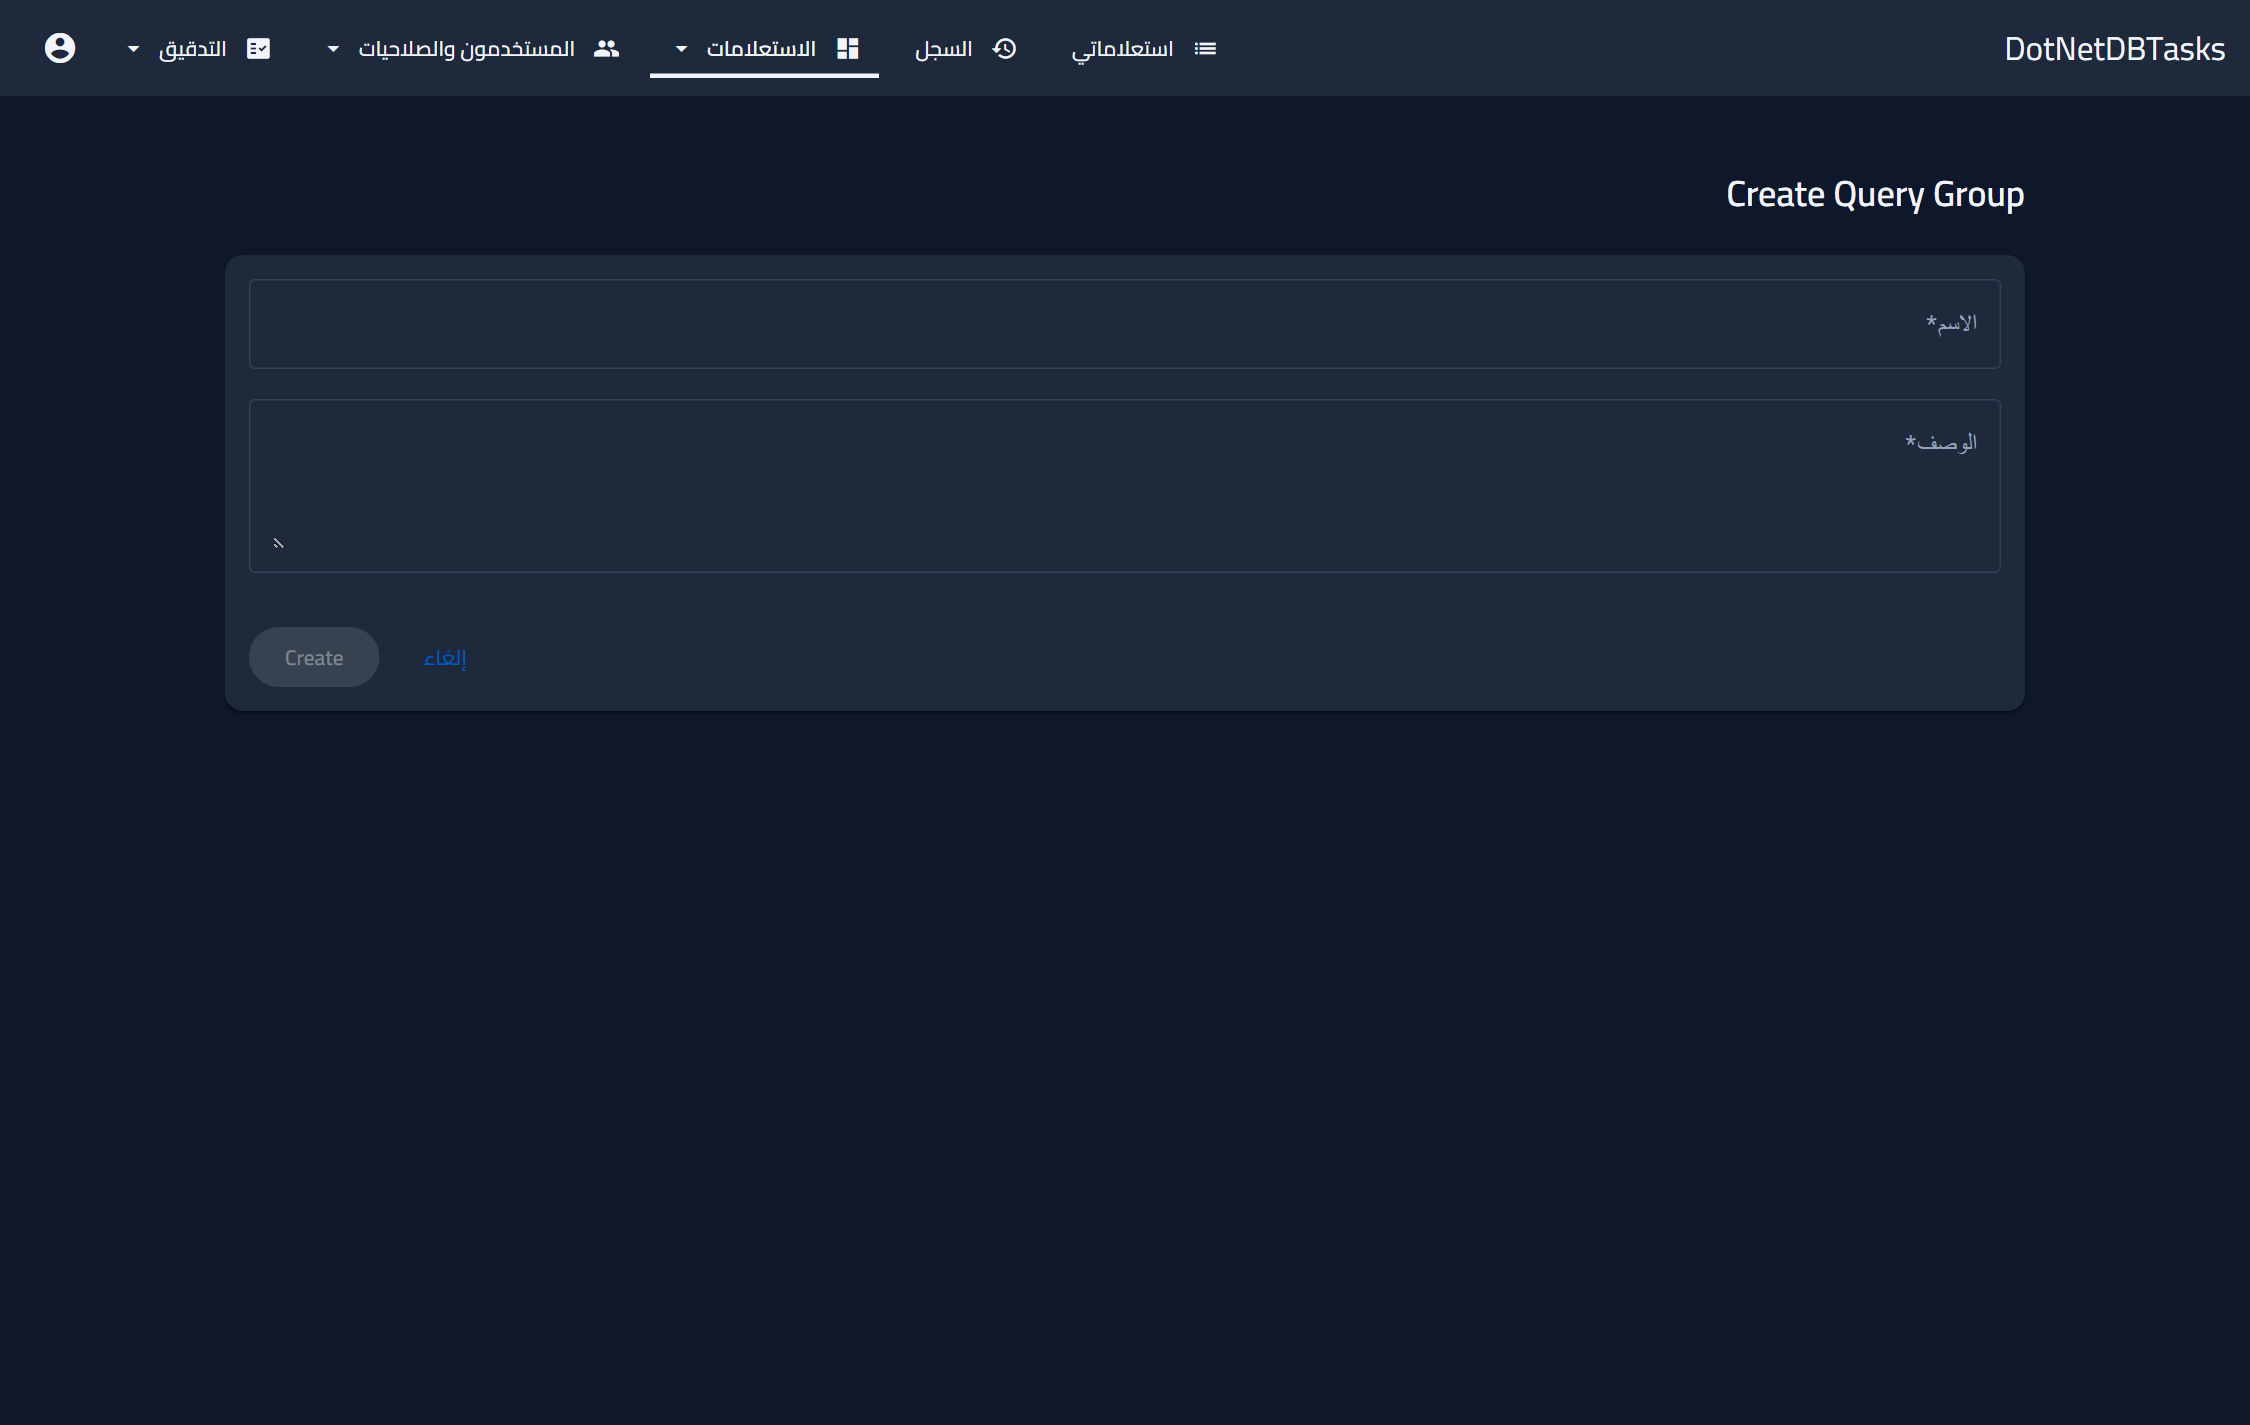 DotNetDBTasks
استعلاماتي
السجل
الاستعلامات
المستخدمون والصلاحيات
التدقيق
Create Query Group
الاسم*
الوصف*
إلغاء
Create